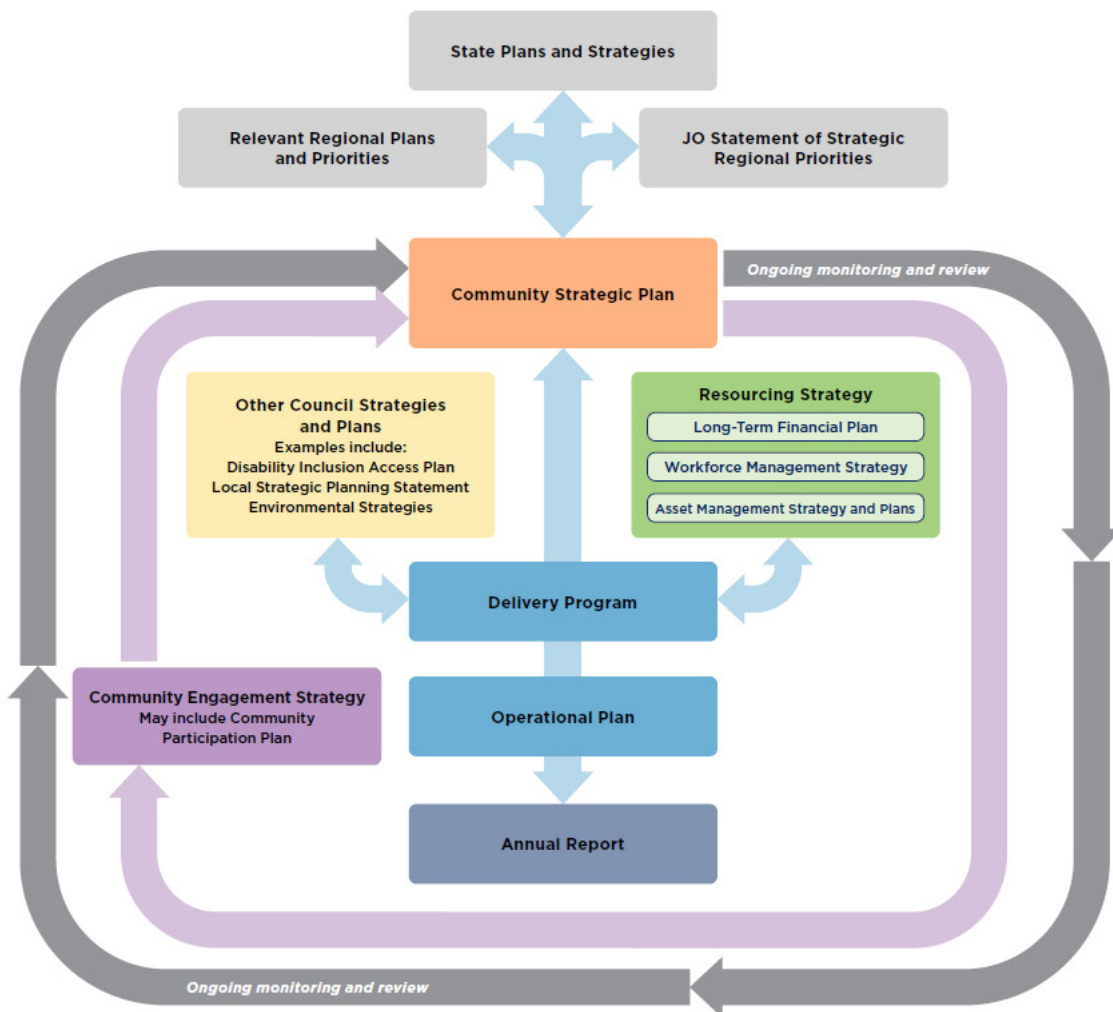 State Plans and Strategies
Relevant Regional Plans
and Priorities
JO Statement of Strategic
Regional Priorities
Community Strategic Plan
Ongoing monitoring and review
Other Council Strategies
and Plans
Examples include:
Disability Inclusion Access Plan
Local Strategic Planning Statement
Environmental Strategies
Resourcing Strategy
Long-Term Financial Plan
Workforce Management Strategy
Asset Management Strategy and Plans
Delivery Program
Community Engagement Strategy
May include Community
Participation Plan
Operational Plan
Annual Report
Ongoing monitoring and review